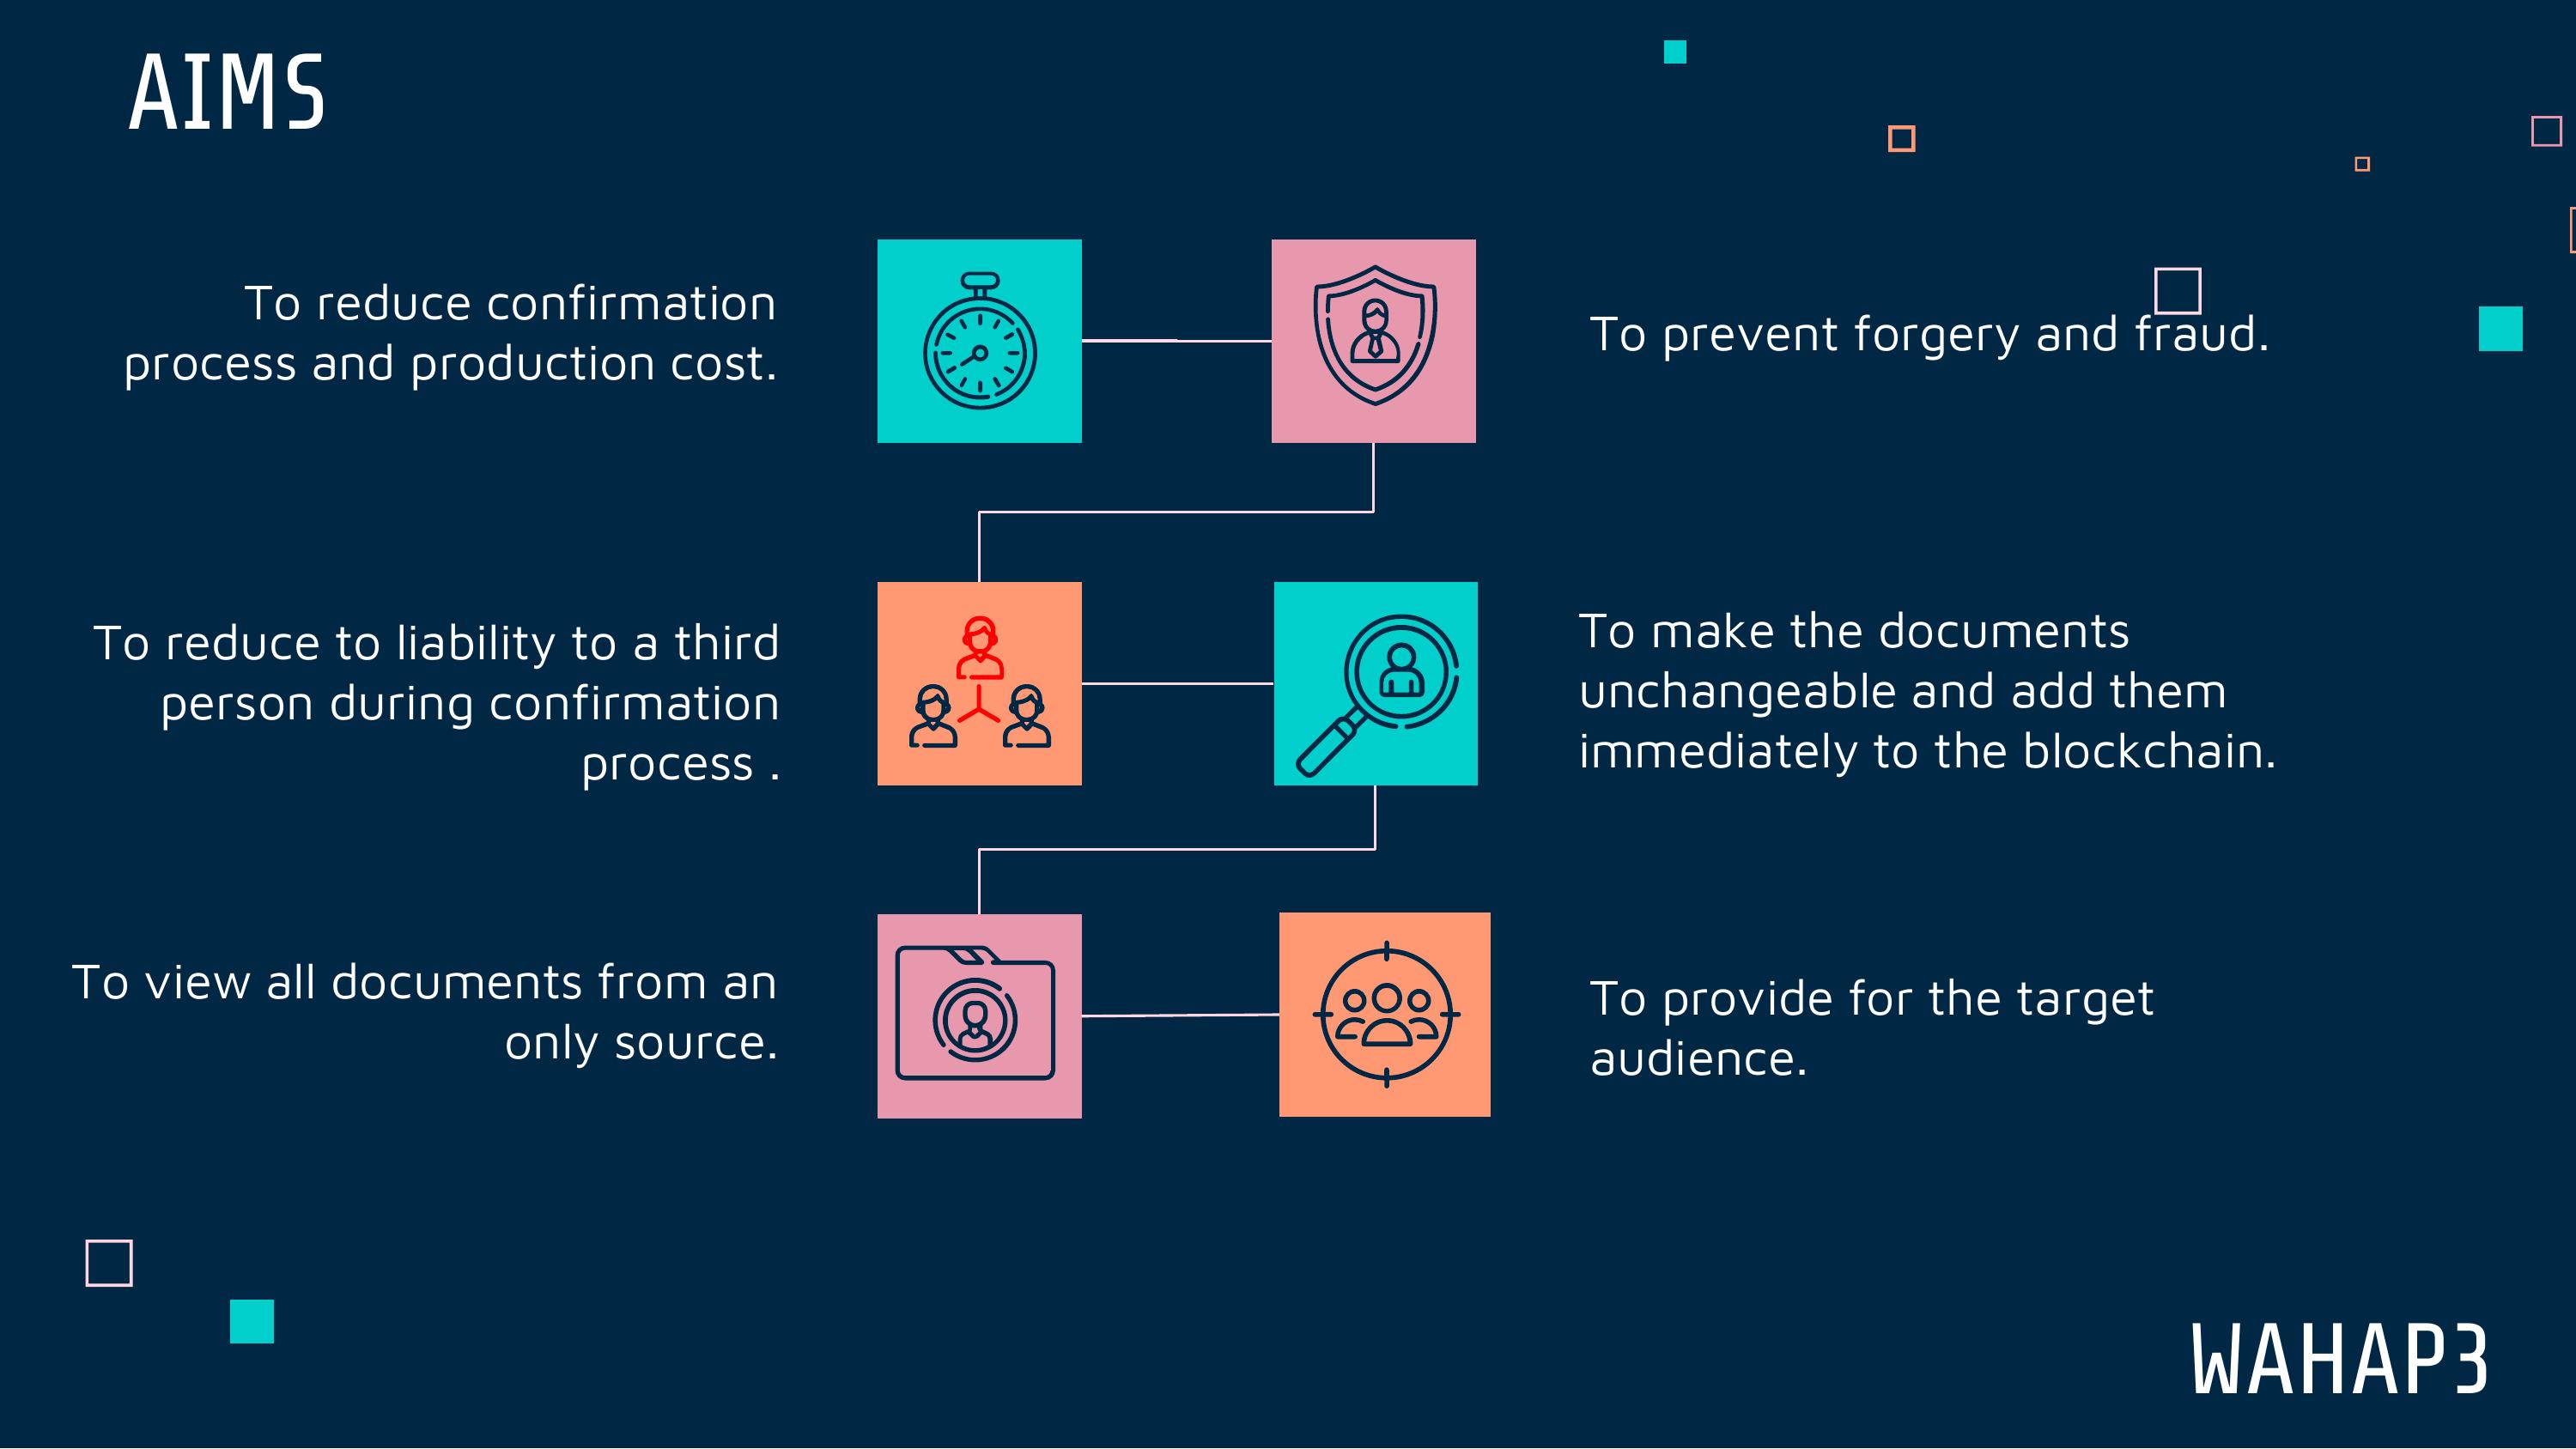 AIMS
To reduce confirmation
process and production cost.
To prevent forgery and fraud.
To reduce to liability to a third
person during confirmation
process .
To make the documents
unchangeable and add them
immediately to the blockchain.
To view all documents from an
only source.
To provide for the target
audience.
WAHAP3